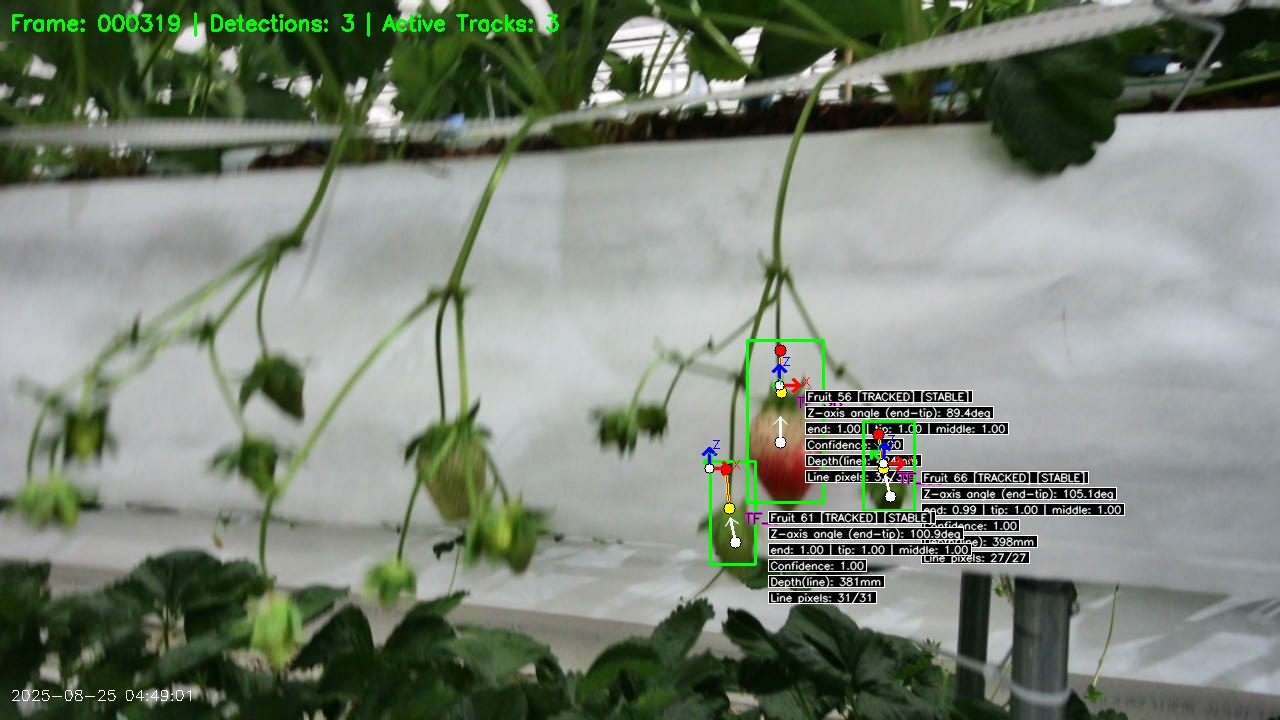 Frame: 000319 | Detections: 3 | Active Tracks: 3
Z
X
Fruit 56 [TRACKED] [STABLE]
Z-axis angle (end-tip): 89.4deg
end: 1.00 | tip: 1.00 | middle: 1.00
Z
X
Fruit 66 [TRACKED] [STABLE]
Z-axis angle (end-tip): 105.1deg
end: 0.99 | tip: 1.00 | middle: 1.00
Confidence: 1.00
398mm
Line pixels: 27/27
Z
X
Fruit 61 [TRACKED] [STABLE]
Z-axis angle (end-tip): 100.9deg
end: 1.00 | tip: 1.00 | middle: 1.00
Confidence: 1.00
Depth(line): 381mm
Line pixels: 31/31
2025-08-25 04:49:01